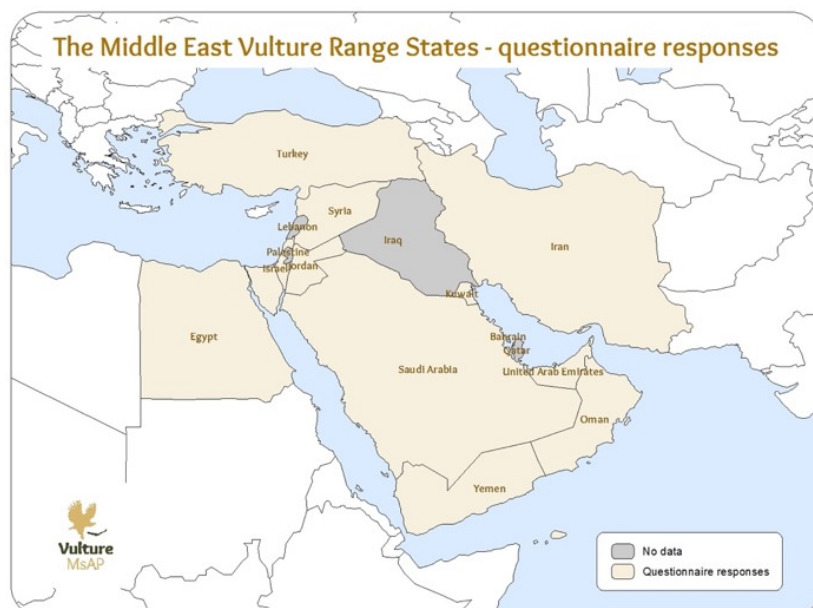 The Middle East Vulture Range States - questionnaire responses
Turkey
Syria
Lebanon
Iraq
Iran
Palestine
Israel
Jordan
Kuwait
Egypt
Bahrain
Qatar
Saudi Arabia
United Arab Emirates
Oman
Yemen
Vulture
MsAP
No data
Questionnaire responses